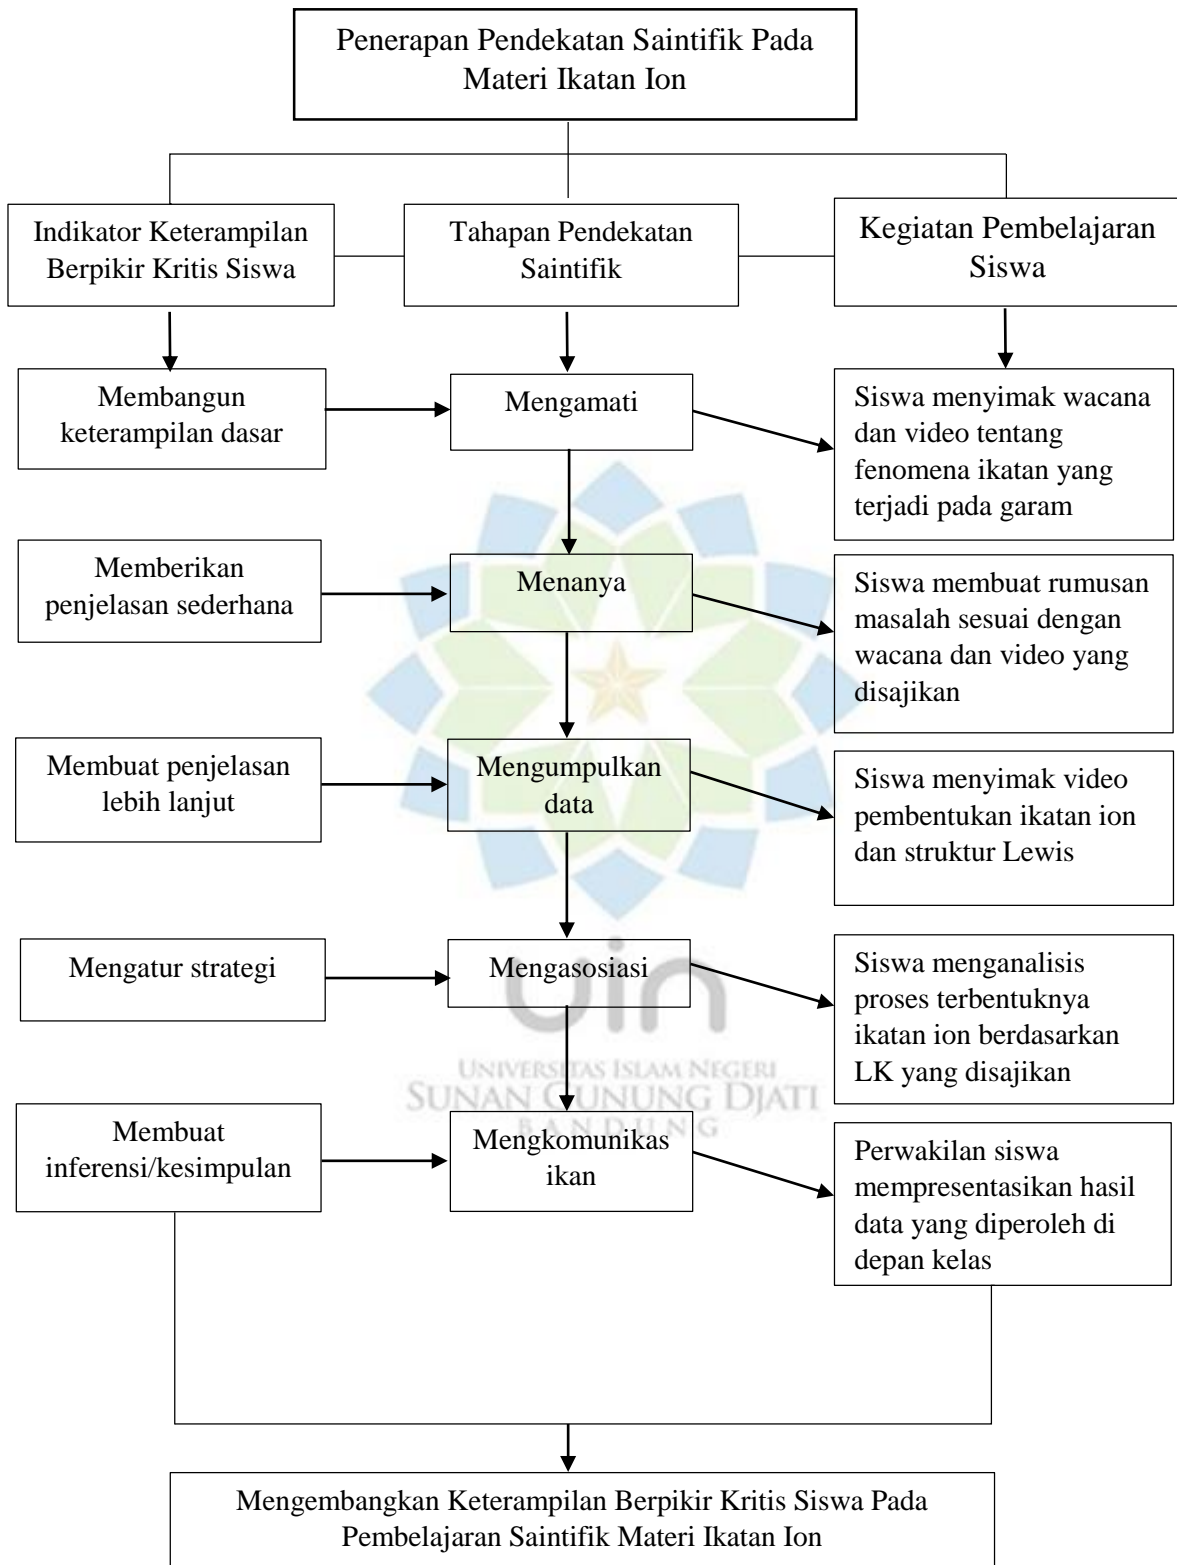 Penerapan Pendekatan Saintifik Pada
Materi Ikatan Ion
Indikator Keterampilan
Berpikir Kritis Siswa
Tahapan Pendekatan
Saintifik
Kegiatan Pembelajaran
Siswa
Membangun
keterampilan dasar
Mengamati
Siswa menyimak wacana
dan video tentang
fenomena ikatan yang
terjadi pada garam
Memberikan
penjelasan sederhana
Menanya
Siswa membuat rumusan
masalah sesuai dengan
wacana dan video yang
disajikan
Membuat penjelasan
lebih lanjut
Mengumpulkan
data
Siswa menyimak video
pembentukan ikatan ion
dan struktur Lewis
Mengatur strategi
Mengasosiasi
Siswa menganalisis
proses terbentuknya
ikatan ion berdasarkan
LK yang disajikan
uin
UNIVERSITAS ISLAM NEGERI
SUNAN GUNUNG DJATI
BANDUNG
Membuat
inferensi/kesimpulan
Mengkomunikas
ikan
Perwakilan siswa
mempresentasikan hasil
data yang diperoleh di
depan kelas
Mengembangkan Keterampilan Berpikir Kritis Siswa Pada
Pembelajaran Saintifik Materi Ikatan Ion